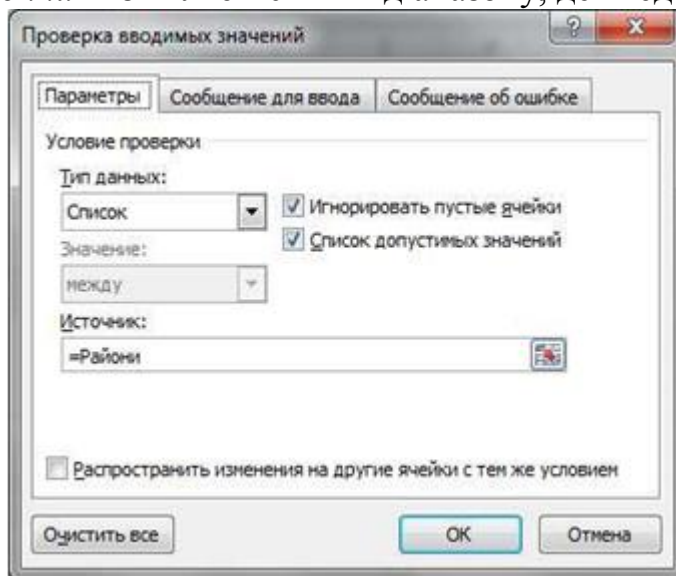 Проверка вводимых значений
Параметры Сообщение для ввода Сообщение об ошибке
Условие проверки
Тип данных:
Список
Игнорировать пустые ячейки
Список допустимых значений
Значение:
между
Источник:
=Райони
Распространить изменения на другие ячейки с тем же условием
Очистить все
ОК
Отмена